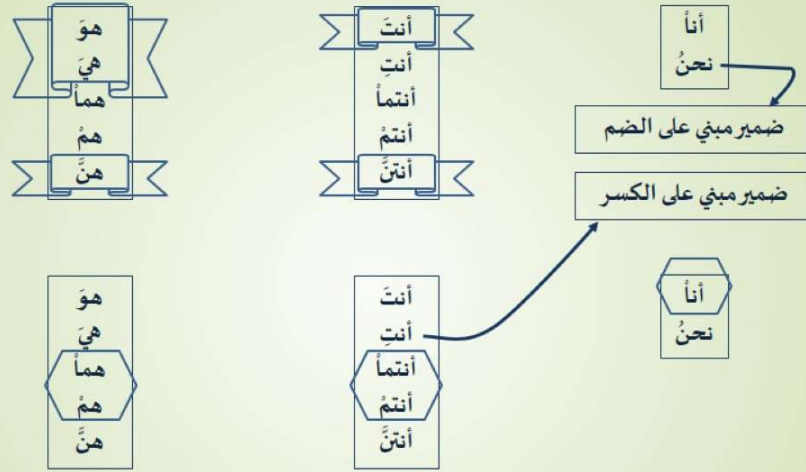 أناْ
نحنُ
ضمير مبني على الضم
ضمير مبني على الكسر
أناْ
نحنُ
أنتَ
أنتِ
أنتماْ
أنتمْ
أنتنَّ
أنتَ
أنتِ
أنتماْ
أنتمْ
أنتنَّ
هوَ
هيَ
هماْ
همْ
هنَّ
هوَ
هيَ
هماْ
همْ
هنَّ